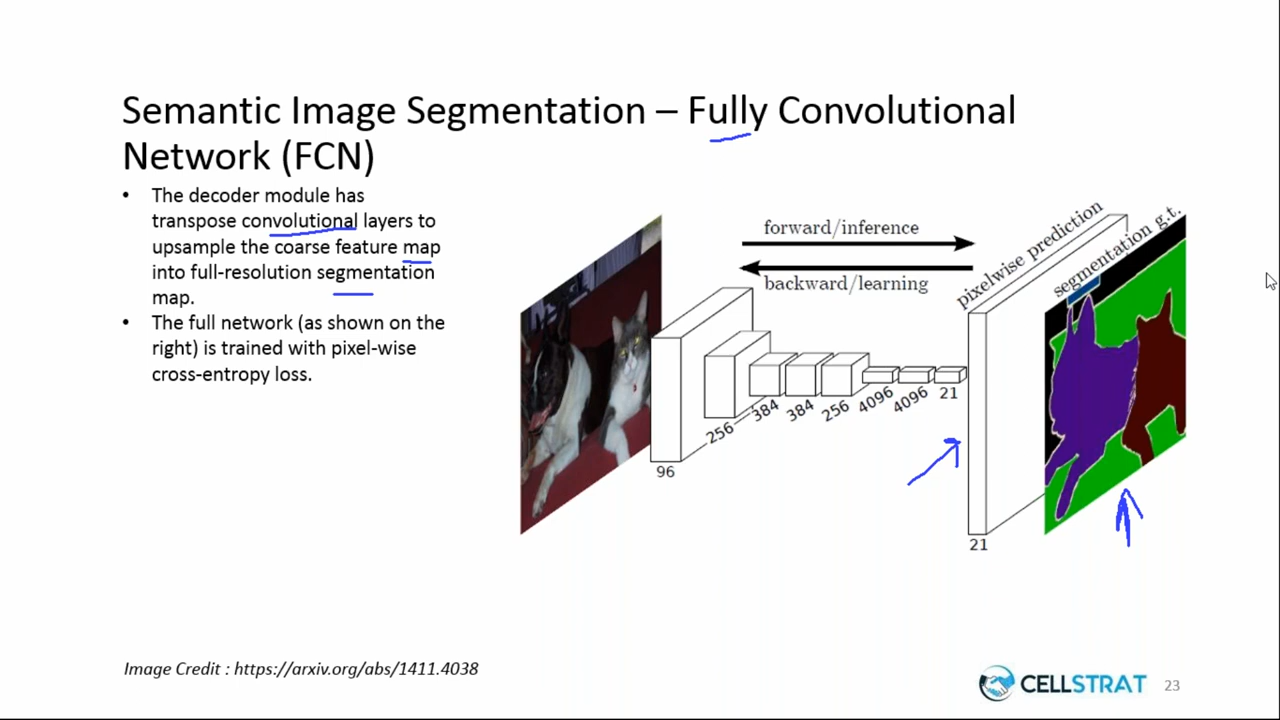 Semantic Image Segmentation – Fully Convolutional
Network (FCN)
• The decoder module has
transpose convolutional layers to
upsample the coarse feature map
into full-resolution segmentation
map.
• The full network (as shown on the
right) is trained with pixel-wise
cross-entropy loss.
forward/inference
backward/learning
pixelwise prediction
segmentation g.t.
96
256
384
384
256
4096
4096
21
21
Image Credit : https://arxiv.org/abs/1411.4038
CELLSTRAT
23